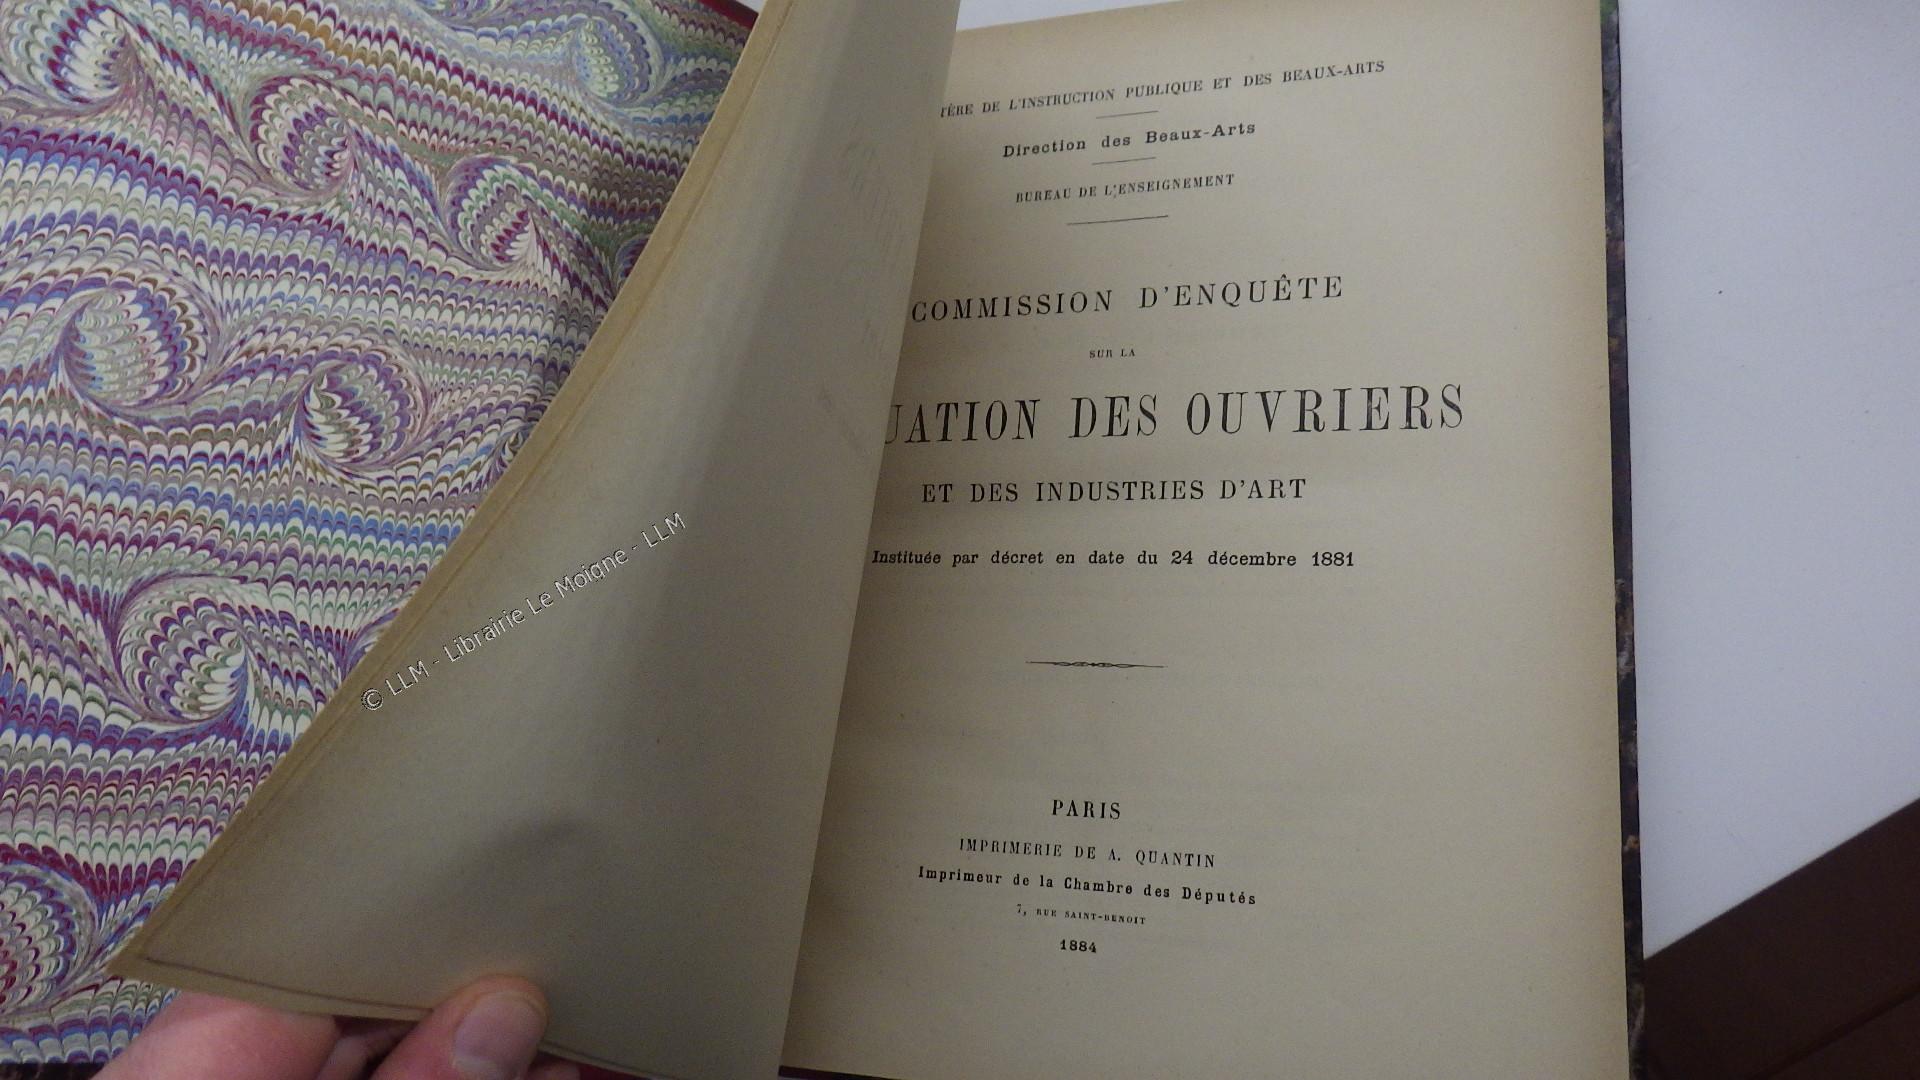 TÈRE DE L'INSTRUCTION PUBLIQUE ET DES BEAUX-ARTS
Direction des Beaux-Arts
BUREAU DE L'ENSEIGNEMENT
COMMISSION D'ENQUÊTE
SUR LA
UATION DES OUVRIERS
ET DES INDUSTRIES D'ART
Instituée par décret en date du 24 décembre 1881
PARIS
IMPRIMERIE DE A. QUANTIN
Imprimeur de la Chambre des Députés
7, RUE SAINT-BENOIT
1884
© LLM - Librairie Le Moigne - LLM